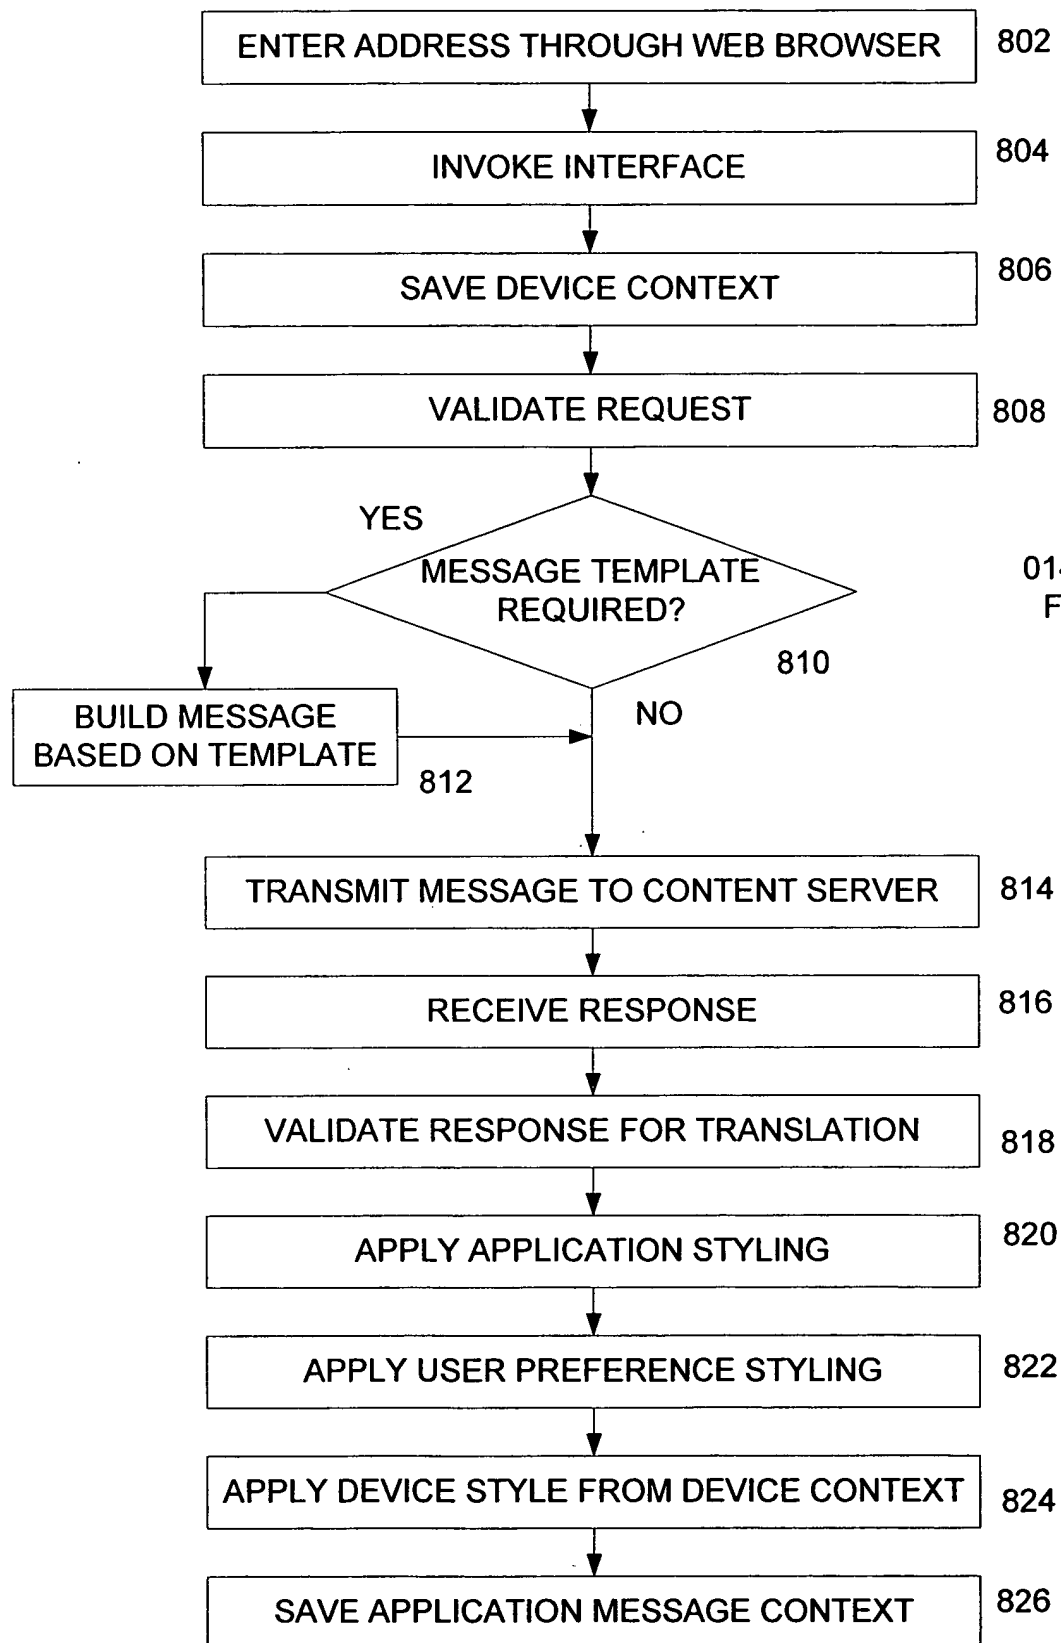 ENTER ADDRESS THROUGH WEB BROWSER
802
INVOKE INTERFACE
804
SAVE DEVICE CONTEXT
806
VALIDATE REQUEST
808
YES
MESSAGE TEMPLATE
REQUIRED?
810
014
F
NO
BUILD MESSAGE
BASED ON TEMPLATE
812
TRANSMIT MESSAGE TO CONTENT SERVER
814
RECEIVE RESPONSE
816
VALIDATE RESPONSE FOR TRANSLATION
818
APPLY APPLICATION STYLING
820
APPLY USER PREFERENCE STYLING
822
APPLY DEVICE STYLE FROM DEVICE CONTEXT
824
SAVE APPLICATION MESSAGE CONTEXT
826